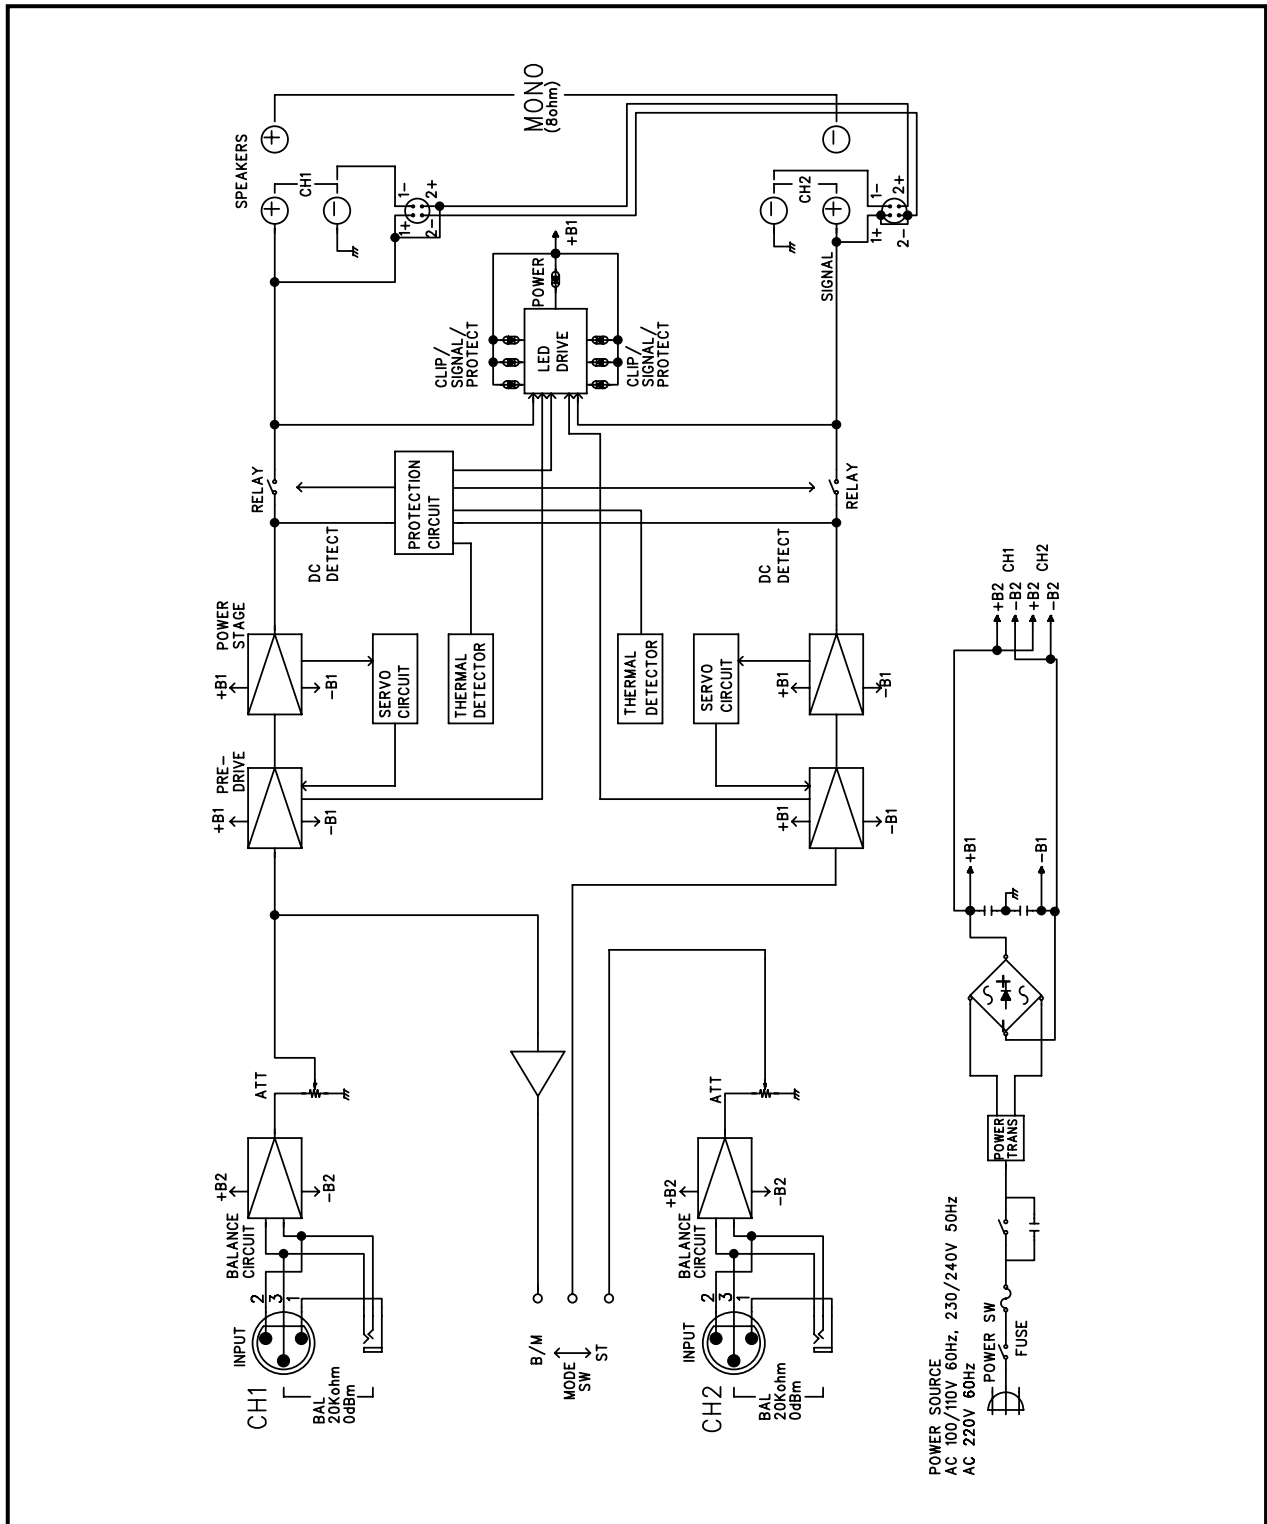 CH1
INPUT
2
3
1
BAL
20Kohm
0dBm
BALANCE
CIRCUIT
+B2
-B2
ATT
+B1
PRE-
DRIVE
-B1
+B1
POWER
STAGE
-B1
SERVO
CIRCUIT
THERMAL
DETECTOR
DC
DETECT
RELAY
PROTECTION
CIRCUIT
SPEAKERS
+
+
CH1
-
1-
2+
1+
2-
MONO
(8ohm)
CLIP/
SIGNAL/
PROTECT
LED
DRIVE
POWER
+B1
CLIP/
SIGNAL/
PROTECT
B/M
MODE
SW
ST
CH2
INPUT
2
3
1
BAL
20Kohm
0dBm
BALANCE
CIRCUIT
+B2
-B2
ATT
+B1
-B1
THERMAL
DETECTOR
SERVO
CIRCUIT
+B1
-B1
DC
DETECT
RELAY
SIGNAL
-
CH2
+
-
1-
2+
1+
2-
POWER SOURCE
AC 100/110V 60Hz, 230/240V 50Hz
AC 220V 60Hz
POWER SW
FUSE
POWER
TRANS
+
-
+B1
-B1
+B2
-B2
CH1
+B2
-B2
CH2